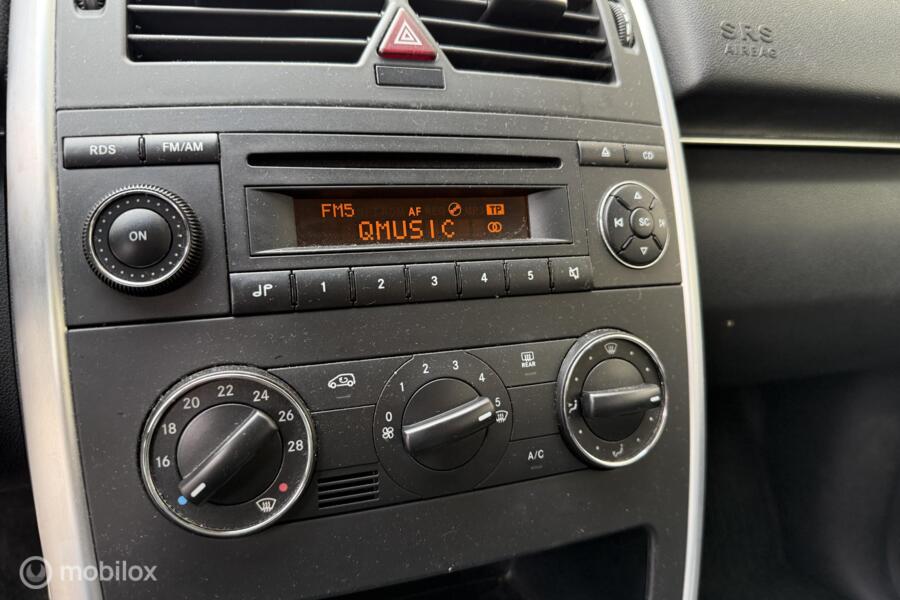 SRS
AIRBAG
RDS
FM/AM
CD
FM5
AF
TP
QMUSIC
ON
SC
1
2
3
4
5
16
18
20
22
24
26
28
0
1
2
3
4
5
REAR
A/C
mobilox